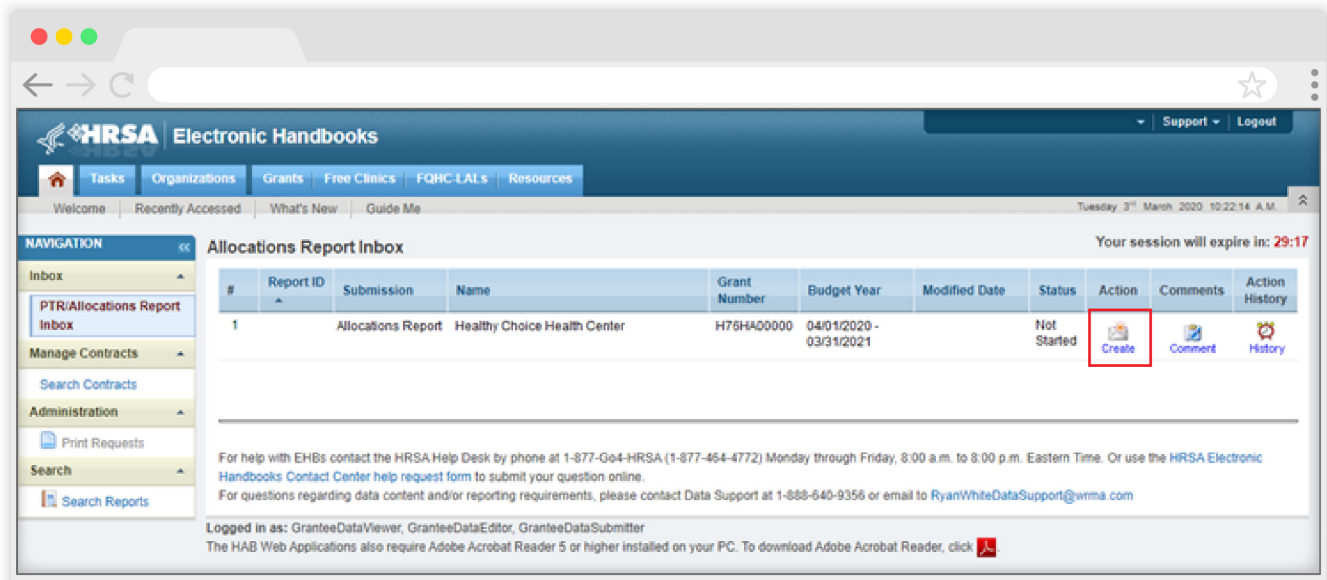 HRSA Electronic Handbooks
Support Logout
Tasks Organizations Grants Free Clinics FQHC-LALs Resources
Welcome Recently Accessed What's New Guide Me
Tuesday 3rd March 2020 10:22:14 A.M.
NAVIGATION
Inbox
PTR/Allocations Report
Inbox
Manage Contracts
Search Contracts
Administration
Print Requests
Search
Search Reports
Allocations Report Inbox
Your session will expire in: 29:17
# Report ID Submission Name Grant Number Budget Year Modified Date Status Action Comments Action History
1 Allocations Report Healthy Choice Health Center H76HA00000 04/01/2020 - 03/31/2021 Not Started Create Comment History
For help with EHBs contact the HRSA Help Desk by phone at 1-877-Go4-HRSA (1-877-464-4772) Monday through Friday, 8:00 a.m. to 8:00 p.m. Eastern Time. Or use the HRSA Electronic
Handbooks Contact Center help request form to submit your question online.
For questions regarding data content and/or reporting requirements, please contact Data Support at 1-888-640-9356 or email to RyanWhiteDataSupport@wrma.com
Logged in as: GranteeDataViewer, GranteeDataEditor, GranteeDataSubmitter
The HAB Web Applications also require Adobe Acrobat Reader 5 or higher installed on your PC. To download Adobe Acrobat Reader, click .